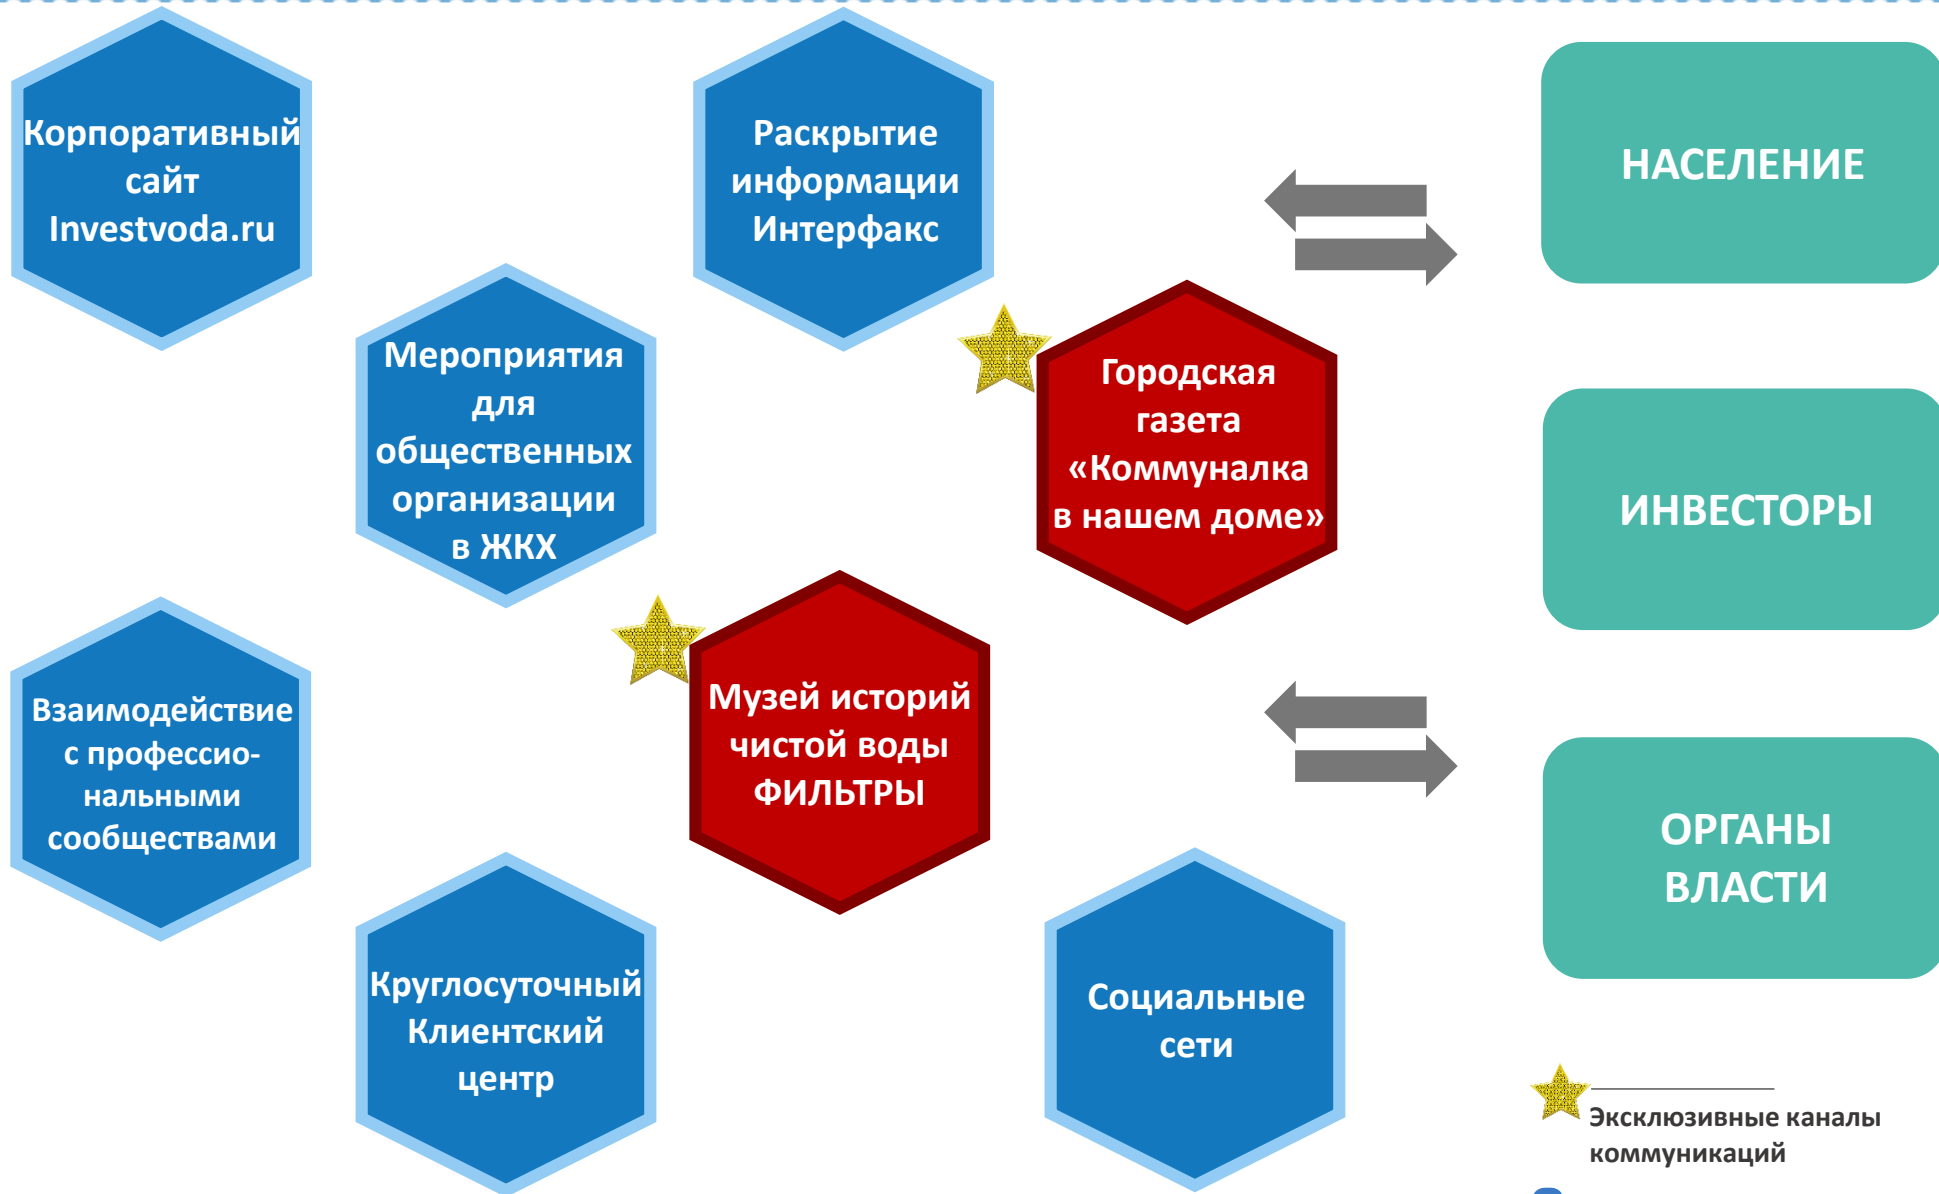 Корпоративный
сайт
Investvoda.ru
Раскрытие
информации
Интерфакс
НАСЕЛЕНИЕ
Мероприятия
для
общественных
организации
в ЖКХ
Городская
газета
«Коммуналка
в нашем доме»
ИНВЕСТОРЫ
Взаимодействие
с профессио-
нальными
сообществами
Музей историй
чистой воды
ФИЛЬТРЫ
ОРГАНЫ
ВЛАСТИ
Круглосуточный
Клиентский
центр
Социальные
сети
Эксклюзивные каналы
коммуникаций